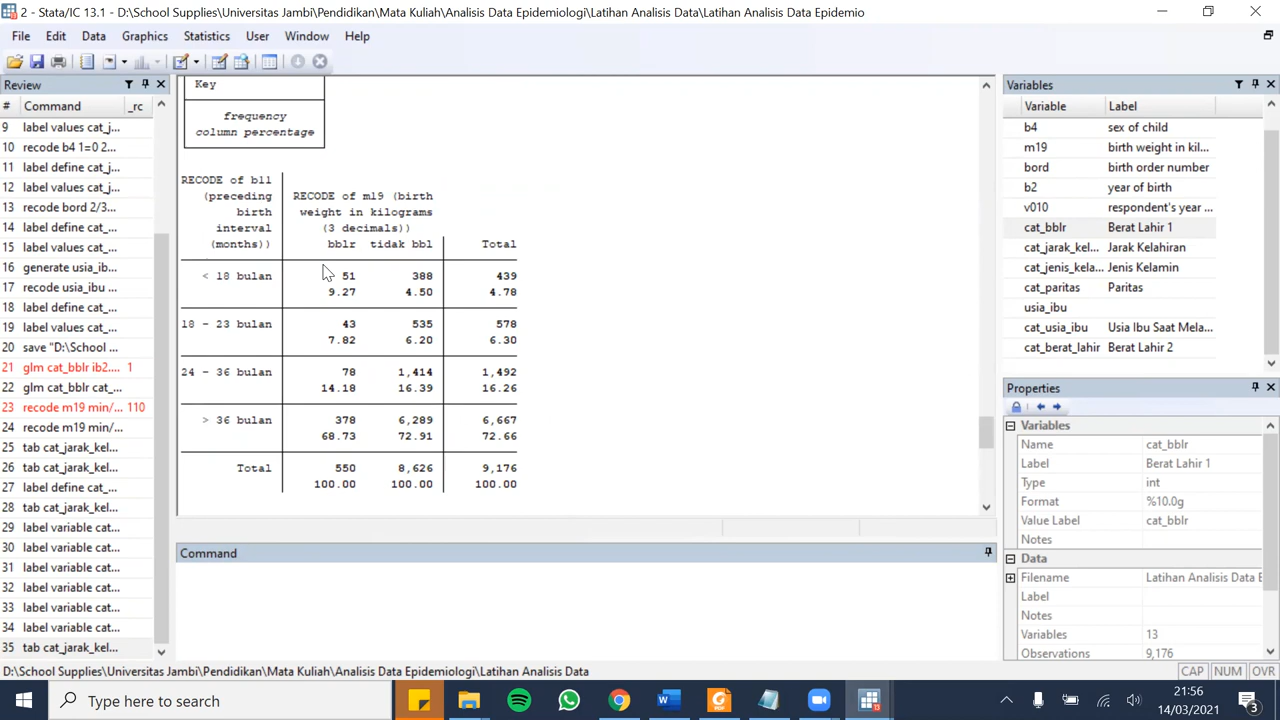 2 - Stata/IC 13.1 - D:\School Supplies\Universitas Jambi\Pendidikan\Mata Kuliah\Analisis Data Epidemiologi\Latihan Analisis Data\Latihan Analisis Data Epidemio
File Edit Data Graphics Statistics User Window Help
Review
# Command _rc
9 label values cat_j...
10 recode b4 1=0 2...
11 label define cat_j...
12 label values cat_j...
13 recode bord 2/3...
14 label define cat_j...
15 label values cat_j...
16 generate usia_ib...
17 recode usia_ibu ...
18 label define cat_j...
19 label values cat_j...
20 save "D:\School ...
21 glm cat_bblr ib2.... 1
22 glm cat_bblr cat_...
23 recode m19 min/... 110
24 recode m19 min/...
25 tab cat_jarak_kel...
26 tab cat_jarak_kel...
27 label define cat_j...
28 tab cat_jarak_kel...
29 label variable cat...
30 label variable cat...
31 label variable cat...
32 label variable cat...
33 label variable cat...
34 label variable cat...
35 tab cat_jarak_kel...
Key
frequency
column percentage
RECODE of b11
(preceding RECODE of m19 (birth
birth weight in kilograms
interval (3 decimals))
(months)) bblr tidak bbl Total
< 18 bulan 51 388 439
9.27 4.50 4.78
18 - 23 bulan 43 535 578
7.82 6.20 6.30
24 - 36 bulan 78 1,414 1,492
14.18 16.39 16.26
> 36 bulan 378 6,289 6,667
68.73 72.91 72.66
Total 550 8,626 9,176
100.00 100.00 100.00
Command
Variables
Variable Label
b4 sex of child
m19 birth weight in kil...
bord birth order number
b2 year of birth
v010 respondent's year ...
cat_bblr Berat Lahir 1
cat_jarak_kel... Jarak Kelahiran
cat_jenis_kela... Jenis Kelamin
cat_paritas Paritas
usia_ibu
cat_usia_ibu Usia Ibu Saat Mela...
cat_berat_lahir Berat Lahir 2
Properties
Variables
Name cat_bblr
Label Berat Lahir 1
Type int
Format %10.0g
Value Label cat_bblr
Notes
Data
Filename Latihan Analisis Data E
Label
Notes
Variables 13
Observations 9,176
D:\School Supplies\Universitas Jambi\Pendidikan\Mata Kuliah\Analisis Data Epidemiologi\Latihan Analisis Data
CAP NUM OVR
Type here to search
21:56
14/03/2021
3